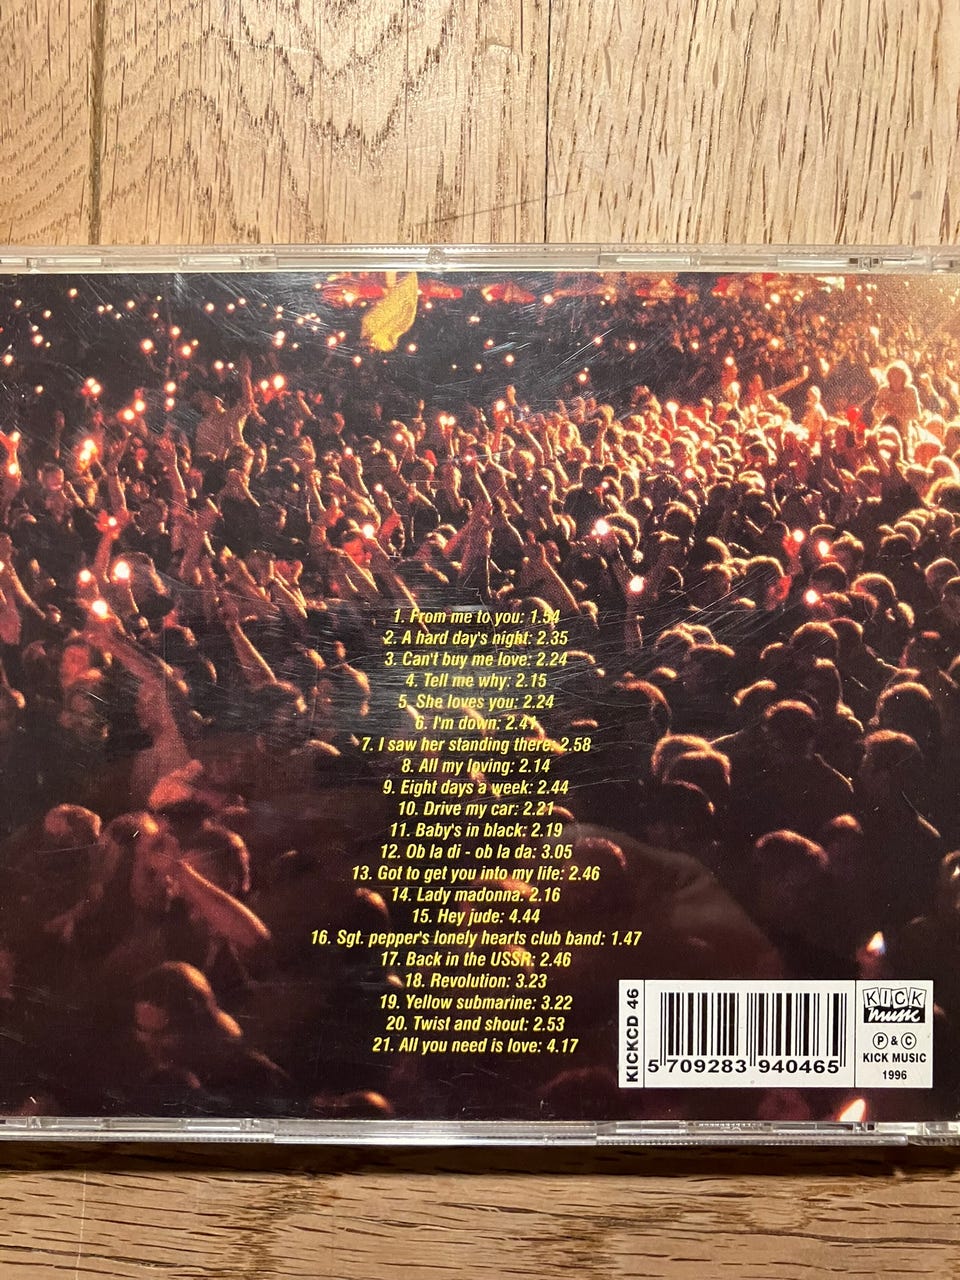 1. From me to you: 1.54
2. A hard day's night: 2.35
3. Can't buy me love: 2.24
4. Tell me why: 2.15
5. She loves you: 2.24
6. I'm down: 2.41
7. I saw her standing there: 2.58
8. All my loving: 2.14
9. Eight days a week: 2.44
10. Drive my car: 2.21
11. Baby's in black: 2.19
12. Ob la di - ob la da: 3.05
13. Got to get you into my life: 2.46
14. Lady madonna: 2.16
15. Hey jude: 4.44
16. Sgt. pepper's lonely hearts club band: 1.47
17. Back in the USSR: 2.46
18. Revolution: 3.23
19. Yellow submarine: 3.22
20. Twist and shout: 2.53
21. All you need is love: 4.17
KICKCD 46
5 709283 940465
KICK
music
Ⓟ & Ⓒ
KICK MUSIC
1996